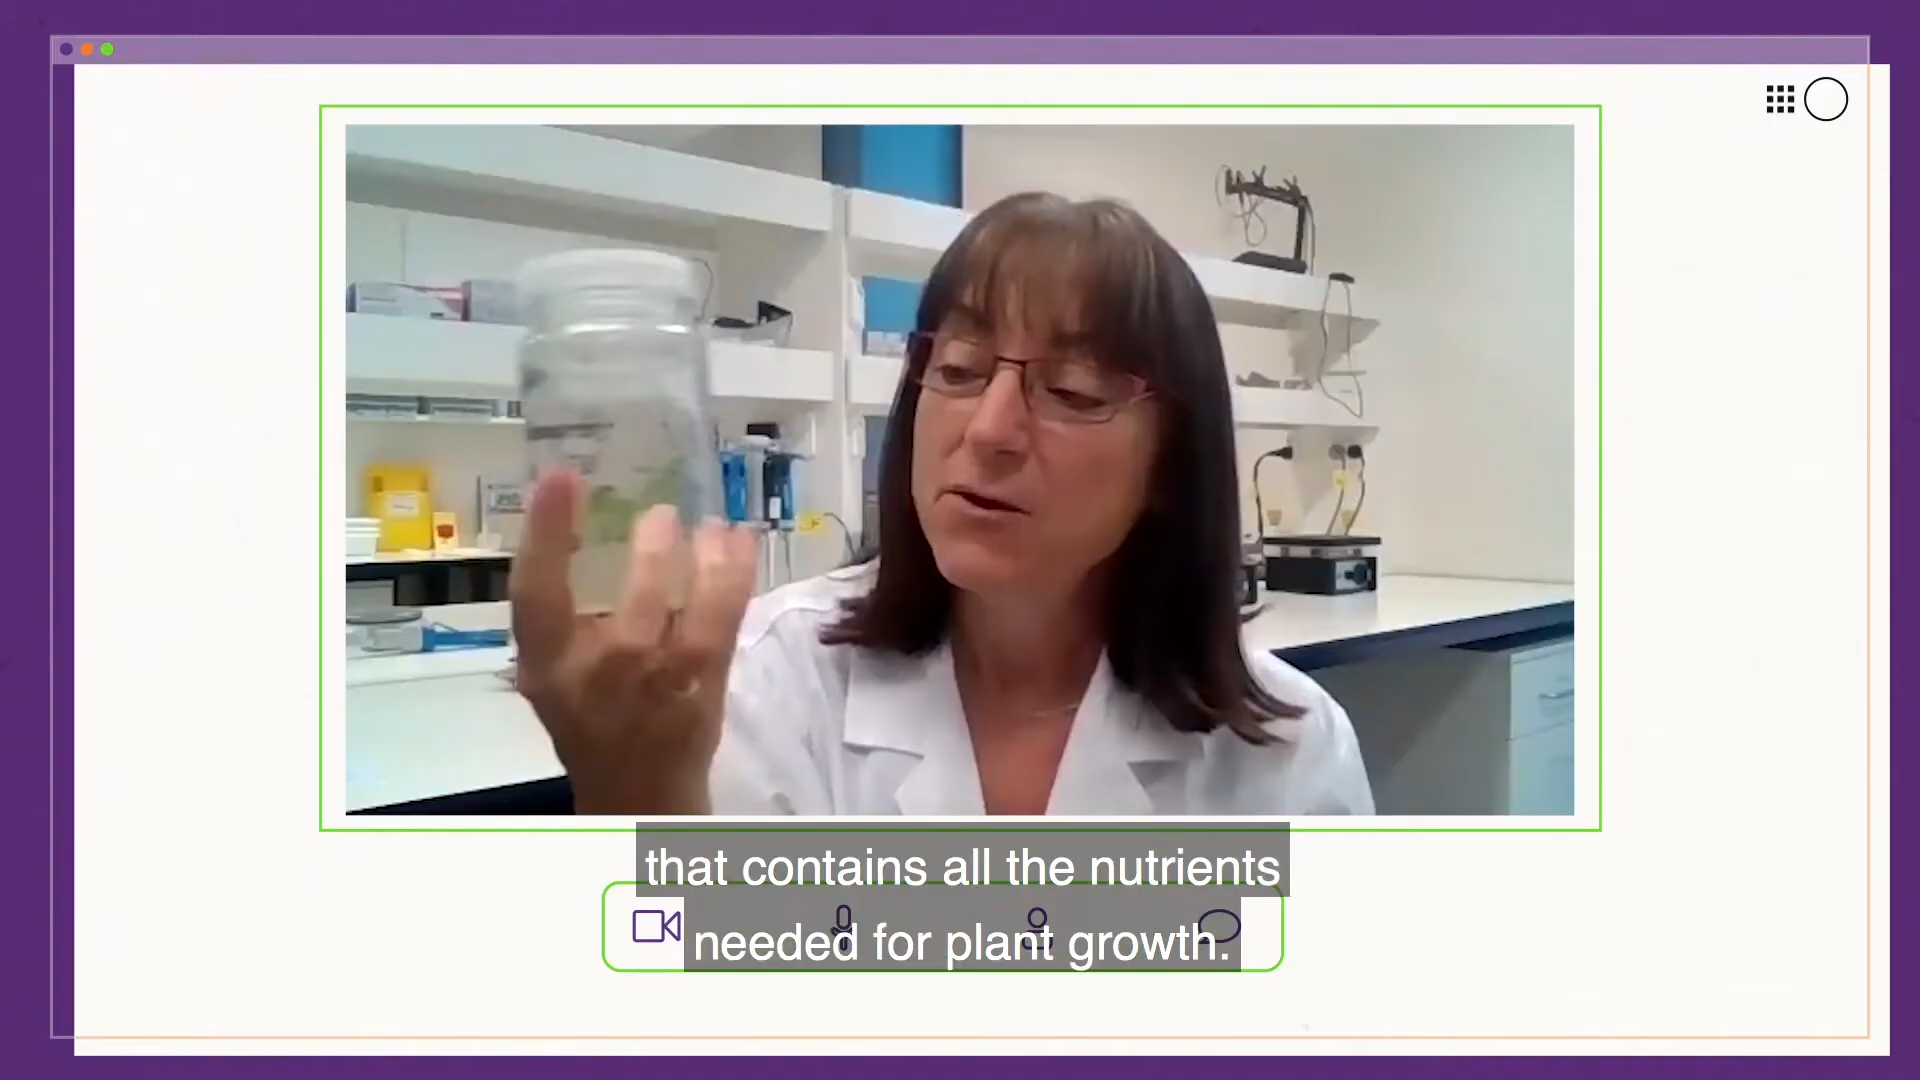 that contains all the nutrients
needed for plant growth.